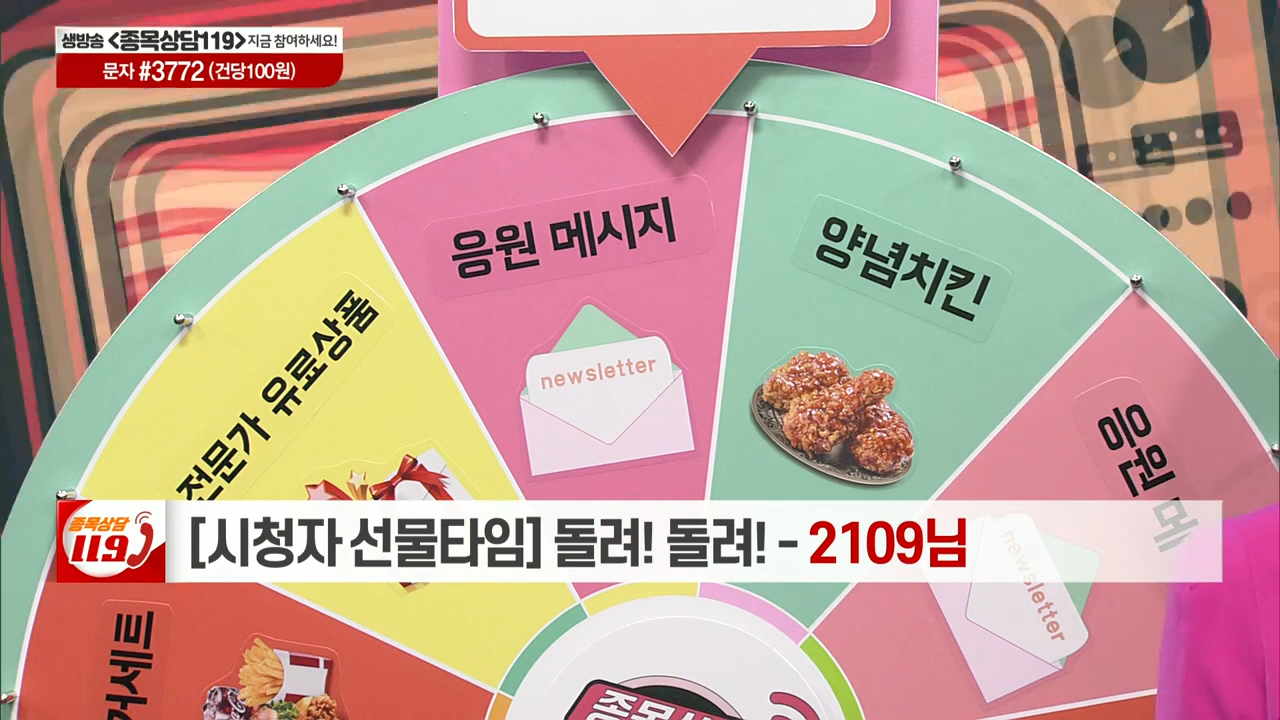 생방송 <종목상담119> 지금 참여하세요!
문자 #3772 (건당100원)
응원 메시지
양념치킨
전문가 유료상품
newsletter
응원
newsletter
종목상담
119
[시청자 선물타임] 돌려! 돌려! - 2109님
거세트